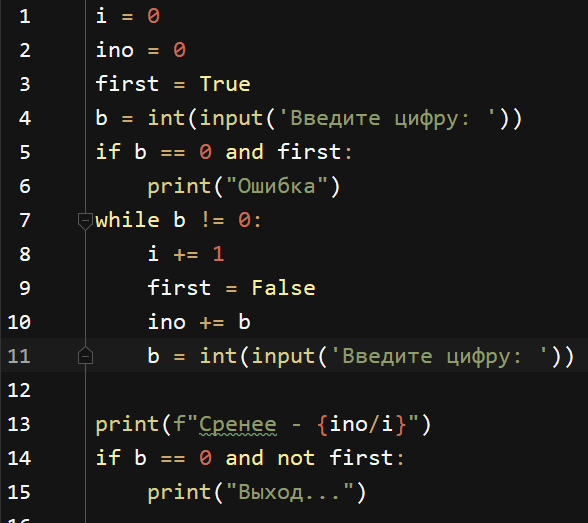 1 i = 0
2 ino = 0
3 first = True
4 b = int(input('Введите цифру: '))
5 if b == 0 and first:
6     print("Ошибка")
7 while b != 0:
8     i += 1
9     first = False
10     ino += b
11     b = int(input('Введите цифру: '))
12
13 print(f"Сренее - {ino/i}")
14 if b == 0 and not first:
15     print("Выход...")